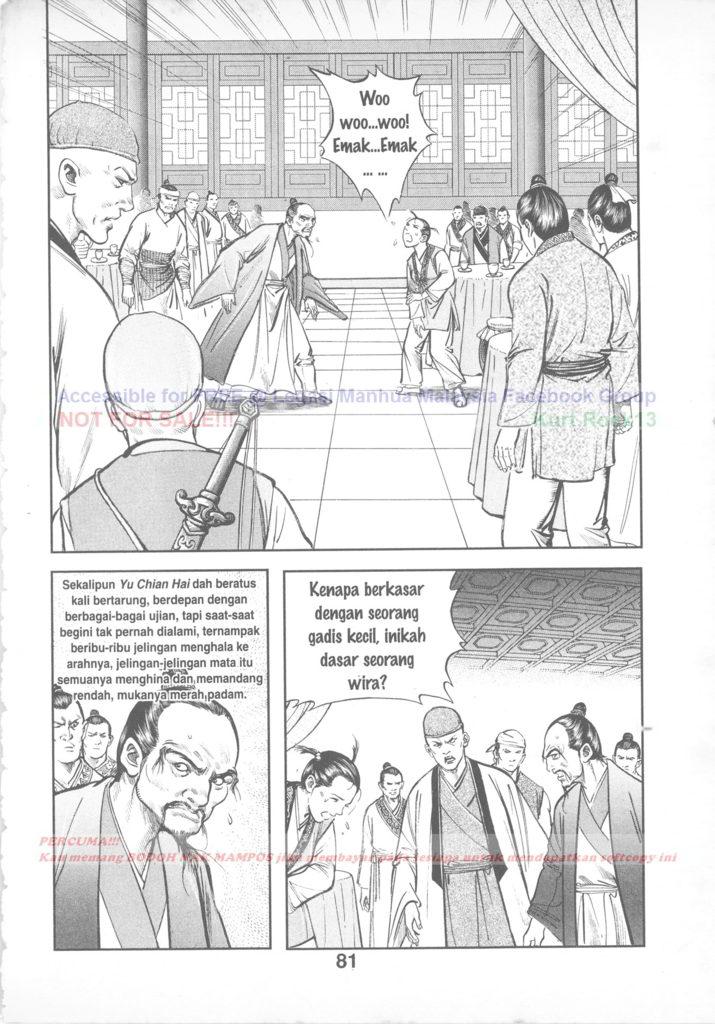 Woo
woo...woo!
Emak...Emak
... ...
Accessible for FREE @ Legasi Manhua Malaysia Facebook Group
NOT FOR SALE!!!
Kurt Rock13
Sekalipun Yu Chian Hai dah beratus
kali bertarung, berdepan dengan
berbagai-bagai ujian, tapi saat-saat
begini tak pernah dialami, ternampak
beribu-ribu jelingan menghala ke
arahnya, jelingan-jelingan mata itu
semuanya menghina dan memandang
rendah, mukanya merah padam.
Kenapa berkasar
dengan seorang
gadis kecil, inikah
dasar seorang
wira?
PERCUMA!!!
Kau memang BODOH NAK MAMPOS jika membayar pada sesiapa untuk mendapatkan softcopy ini
81